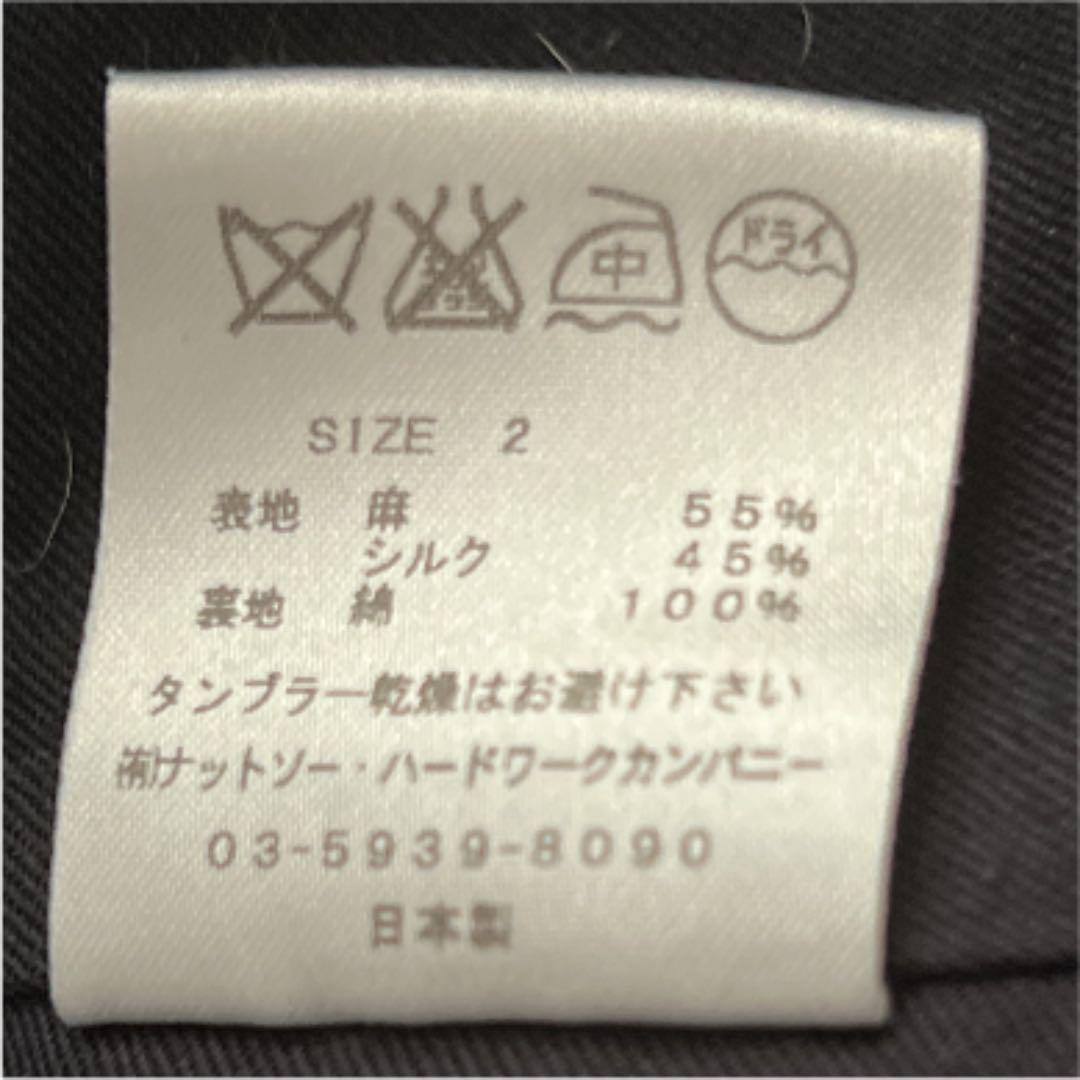 中 ドライ
SIZE 2
表地 麻 55%
シルク 45%
裏地 綿 100%
タンブラー乾燥はお避け下さい
㈲ナットソー・ハードワークカンパニー
03-5939-8090
日本製